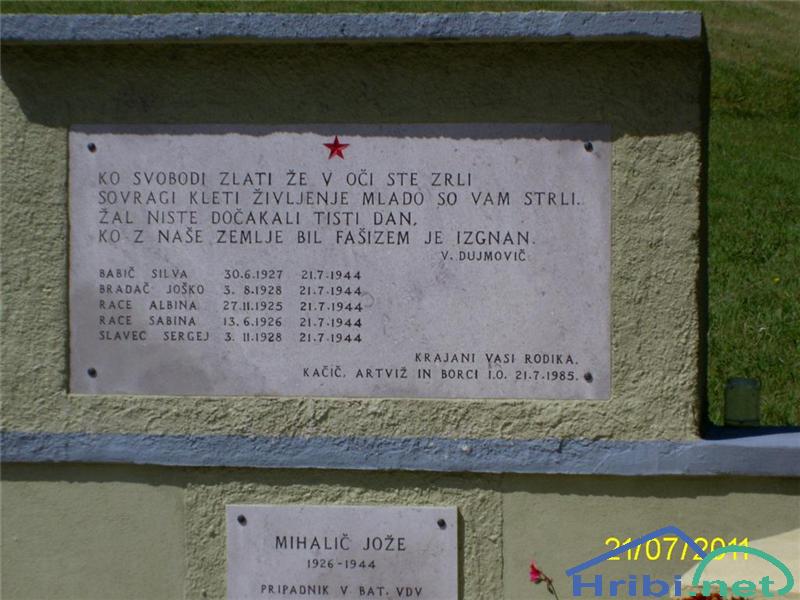 KO SVOBODI ZLATI ŽE V OČI STE ZRLI
SOVRAGI KLETI ŽIVLJENJE MLADO SO VAM STRLI.
ŽAL NISTE DOČAKALI TISTI DAN,
KO Z NAŠE ZEMLJE BIL FAŠIZEM JE IZGNAN.
V. DUJMOVIČ
BABIČ SILVA 30.6.1927 21.7.1944
BRADAČ JOŠKO 3.8.1928 21.7.1944
RACE ALBINA 27.11.1925 21.7.1944
RACE SABINA 13.6.1926 21.7.1944
SLAVEC SERGEJ 3.11.1928 21.7.1944
KRAJANI VASI RODIKA,
KAČIČ, ARTVIŽ IN BORCI I.O. 21.7.1985.
MIHALIČ JOŽE
1926-1944
PRIPADNIK V BAT. VDV
21/07/2011
Hribi.net